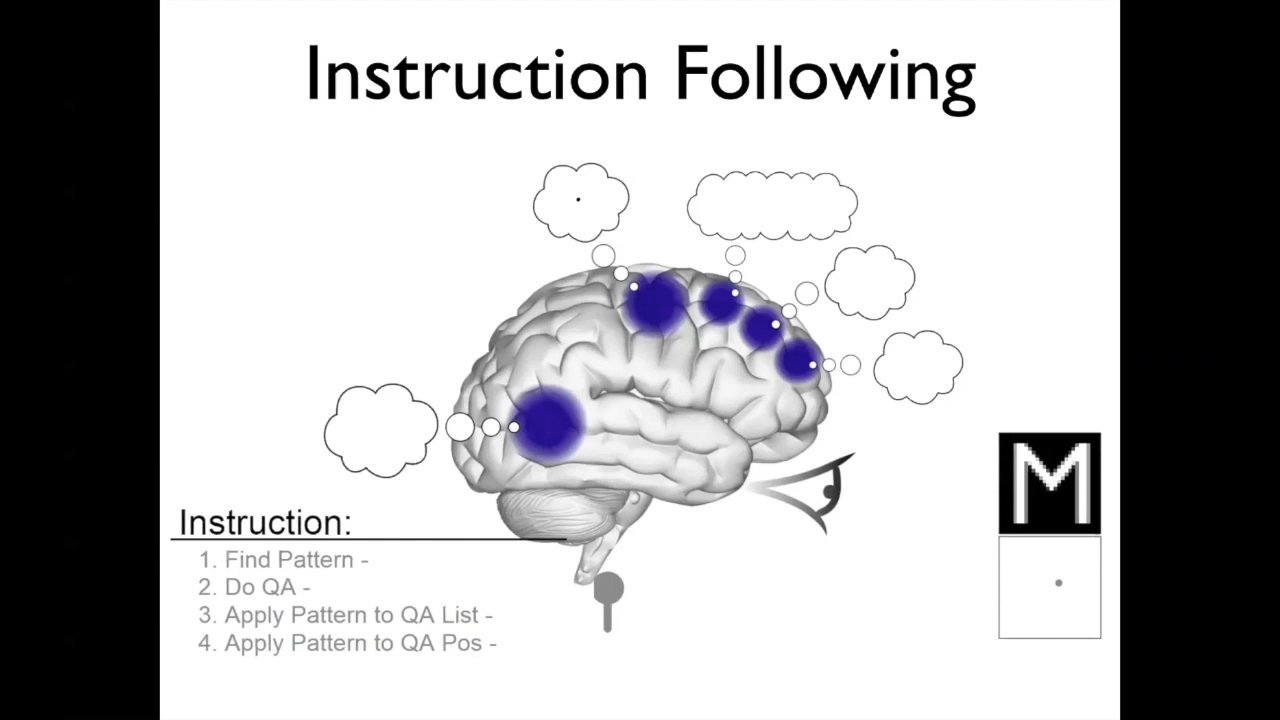 Instruction Following
M
Instruction:
1. Find Pattern -
2. Do QA -
3. Apply Pattern to QA List -
4. Apply Pattern to QA Pos -